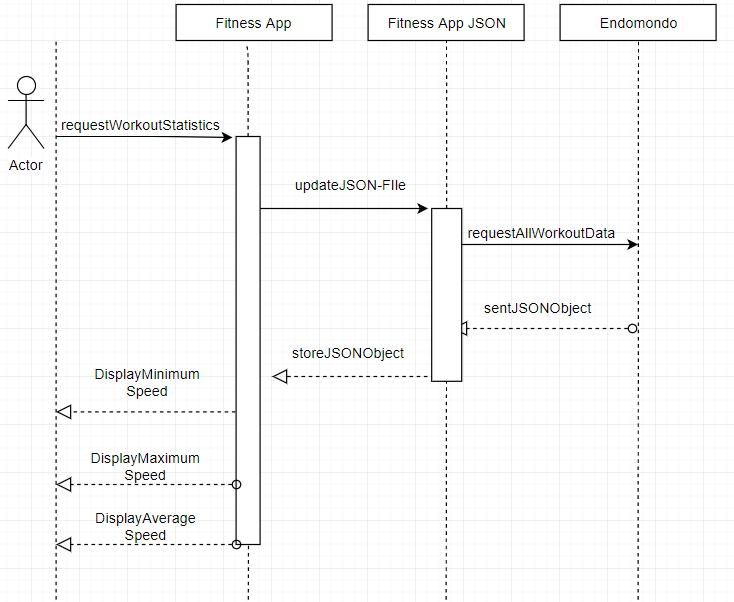 Fitness App
Fitness App JSON
Endomondo
Actor
requestWorkoutStatistics
updateJSON-FIle
requestAllWorkoutData
sentJSONObject
storeJSONObject
DisplayMinimum
Speed
DisplayMaximum
Speed
DisplayAverage
Speed